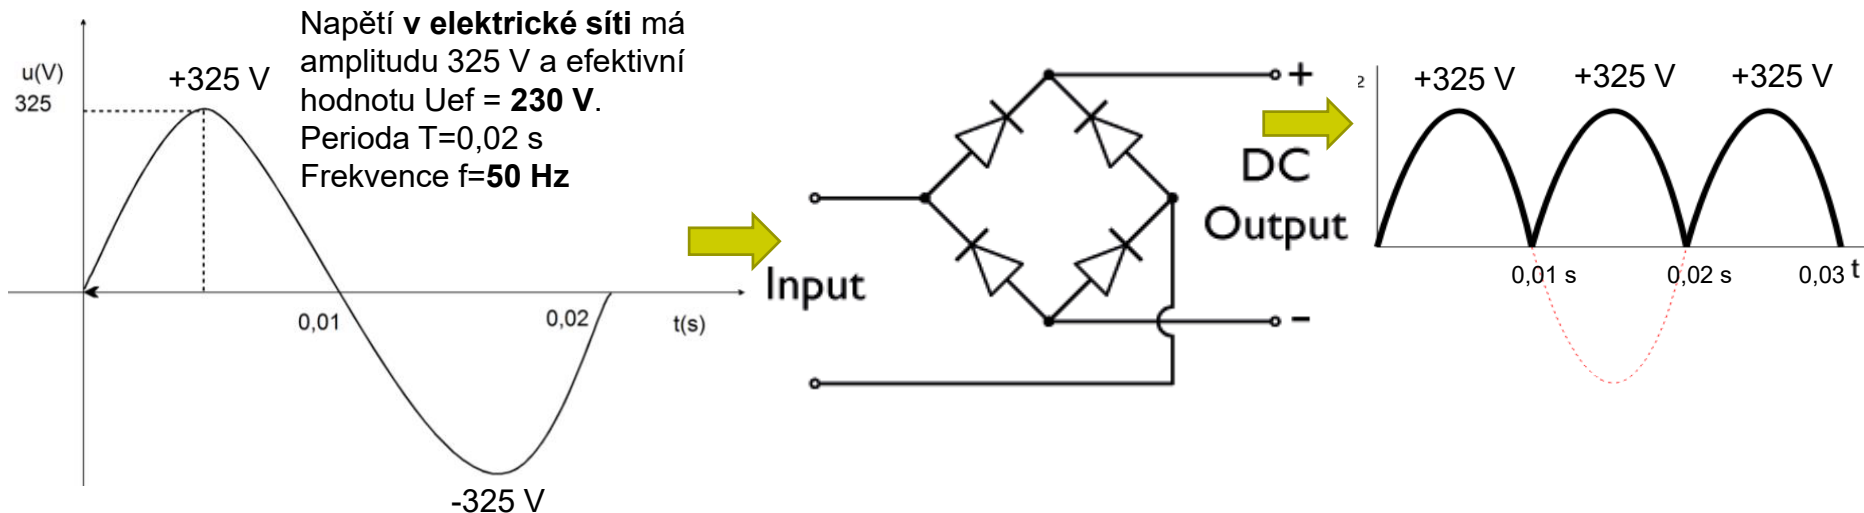 Napětí v elektrické síti má
amplitudu 325 V a efektivní
hodnotu Uef = 230 V.
Perioda T=0,02 s
Frekvence f=50 Hz
u(V)
325
+325 V
0,01
0,02
t(s)
-325 V
Input
+
DC
Output
-
2
+325 V
+325 V
+325 V
0,01 s
0,02 s
0,03
t